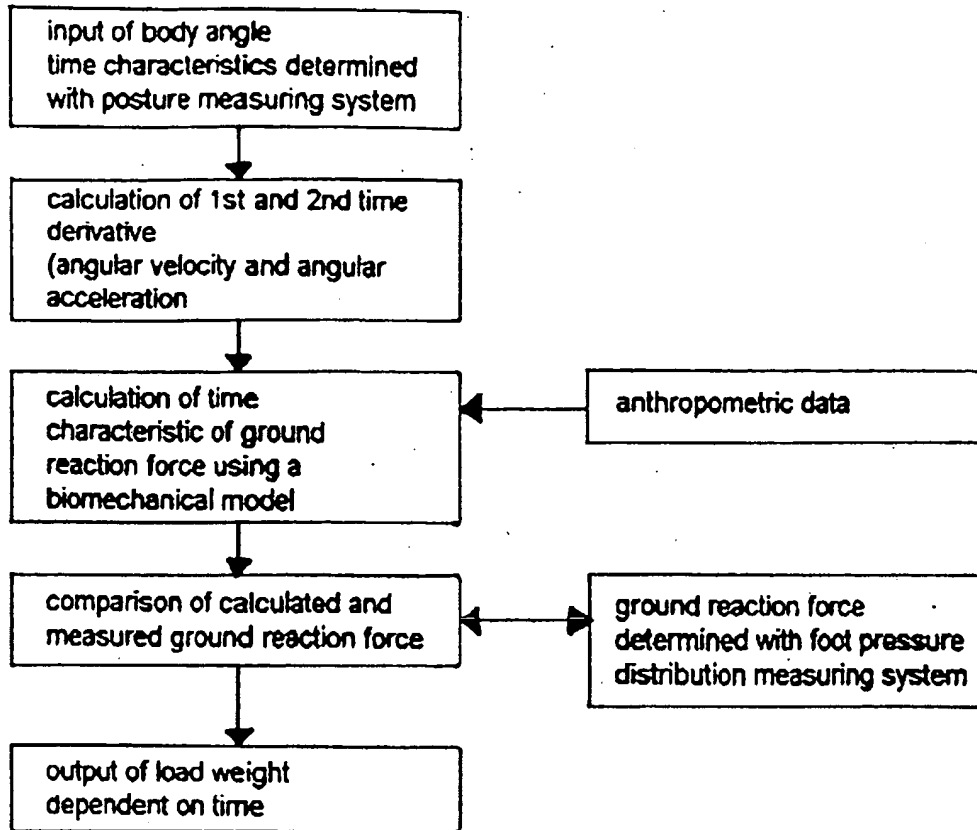 input of body angle
time characteristics determined
with posture measuring system
calculation of 1st and 2nd time
derivative
(angular velocity and angular
acceleration
calculation of time
characteristic of ground
reaction force using a
biomechanical model
anthropometric data
comparison of calculated and
measured ground reaction force
ground reaction force
determined with foot pressure
distribution measuring system
output of load weight
dependent on time